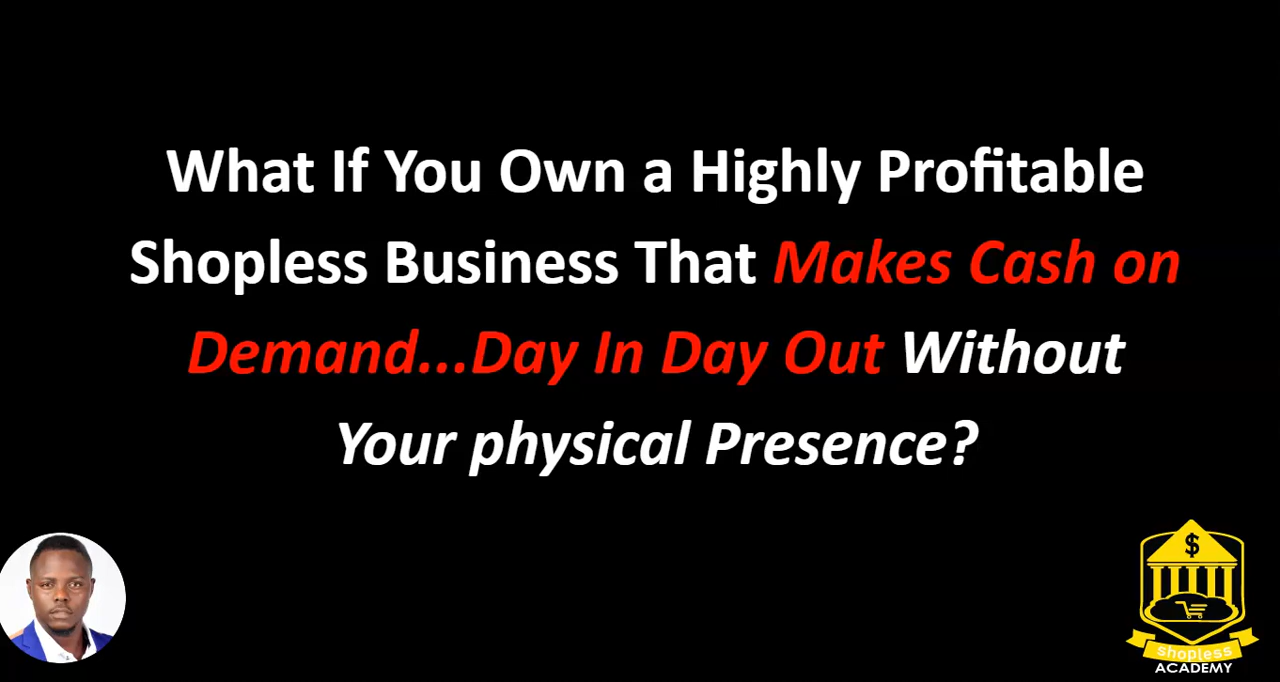 What If You Own a Highly Profitable
Shopless Business That Makes Cash on
Demand...Day In Day Out Without
Your physical Presence?
$
shopless
ACADEMY